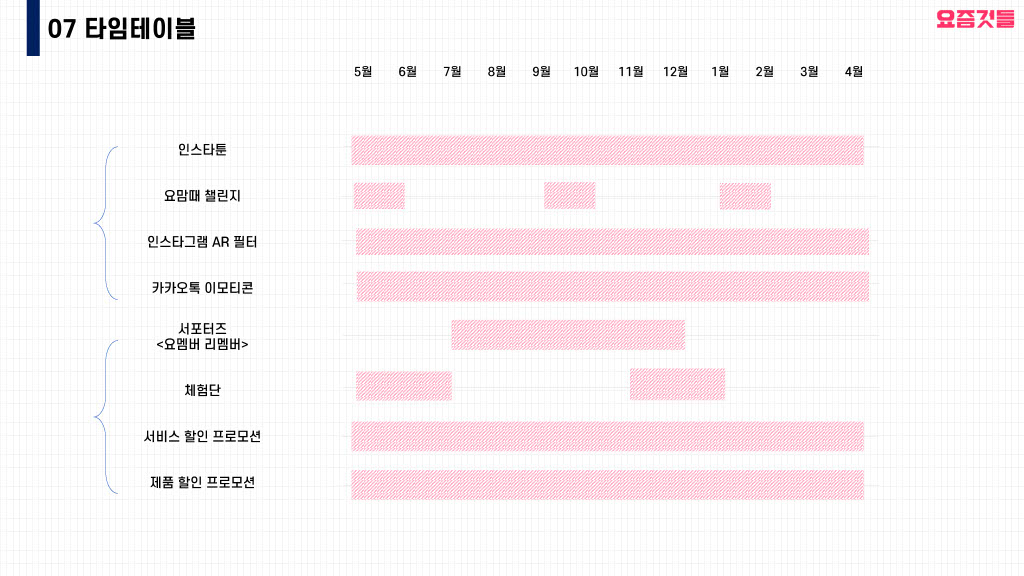 07 타임테이블
요즘것들
5월 6월 7월 8월 9월 10월 11월 12월 1월 2월 3월 4월
인스타툰
요맘때 챌린지
인스타그램 AR 필터
카카오톡 이모티콘
서포터즈
<요멤버 리멤버>
체험단
서비스 할인 프로모션
제품 할인 프로모션